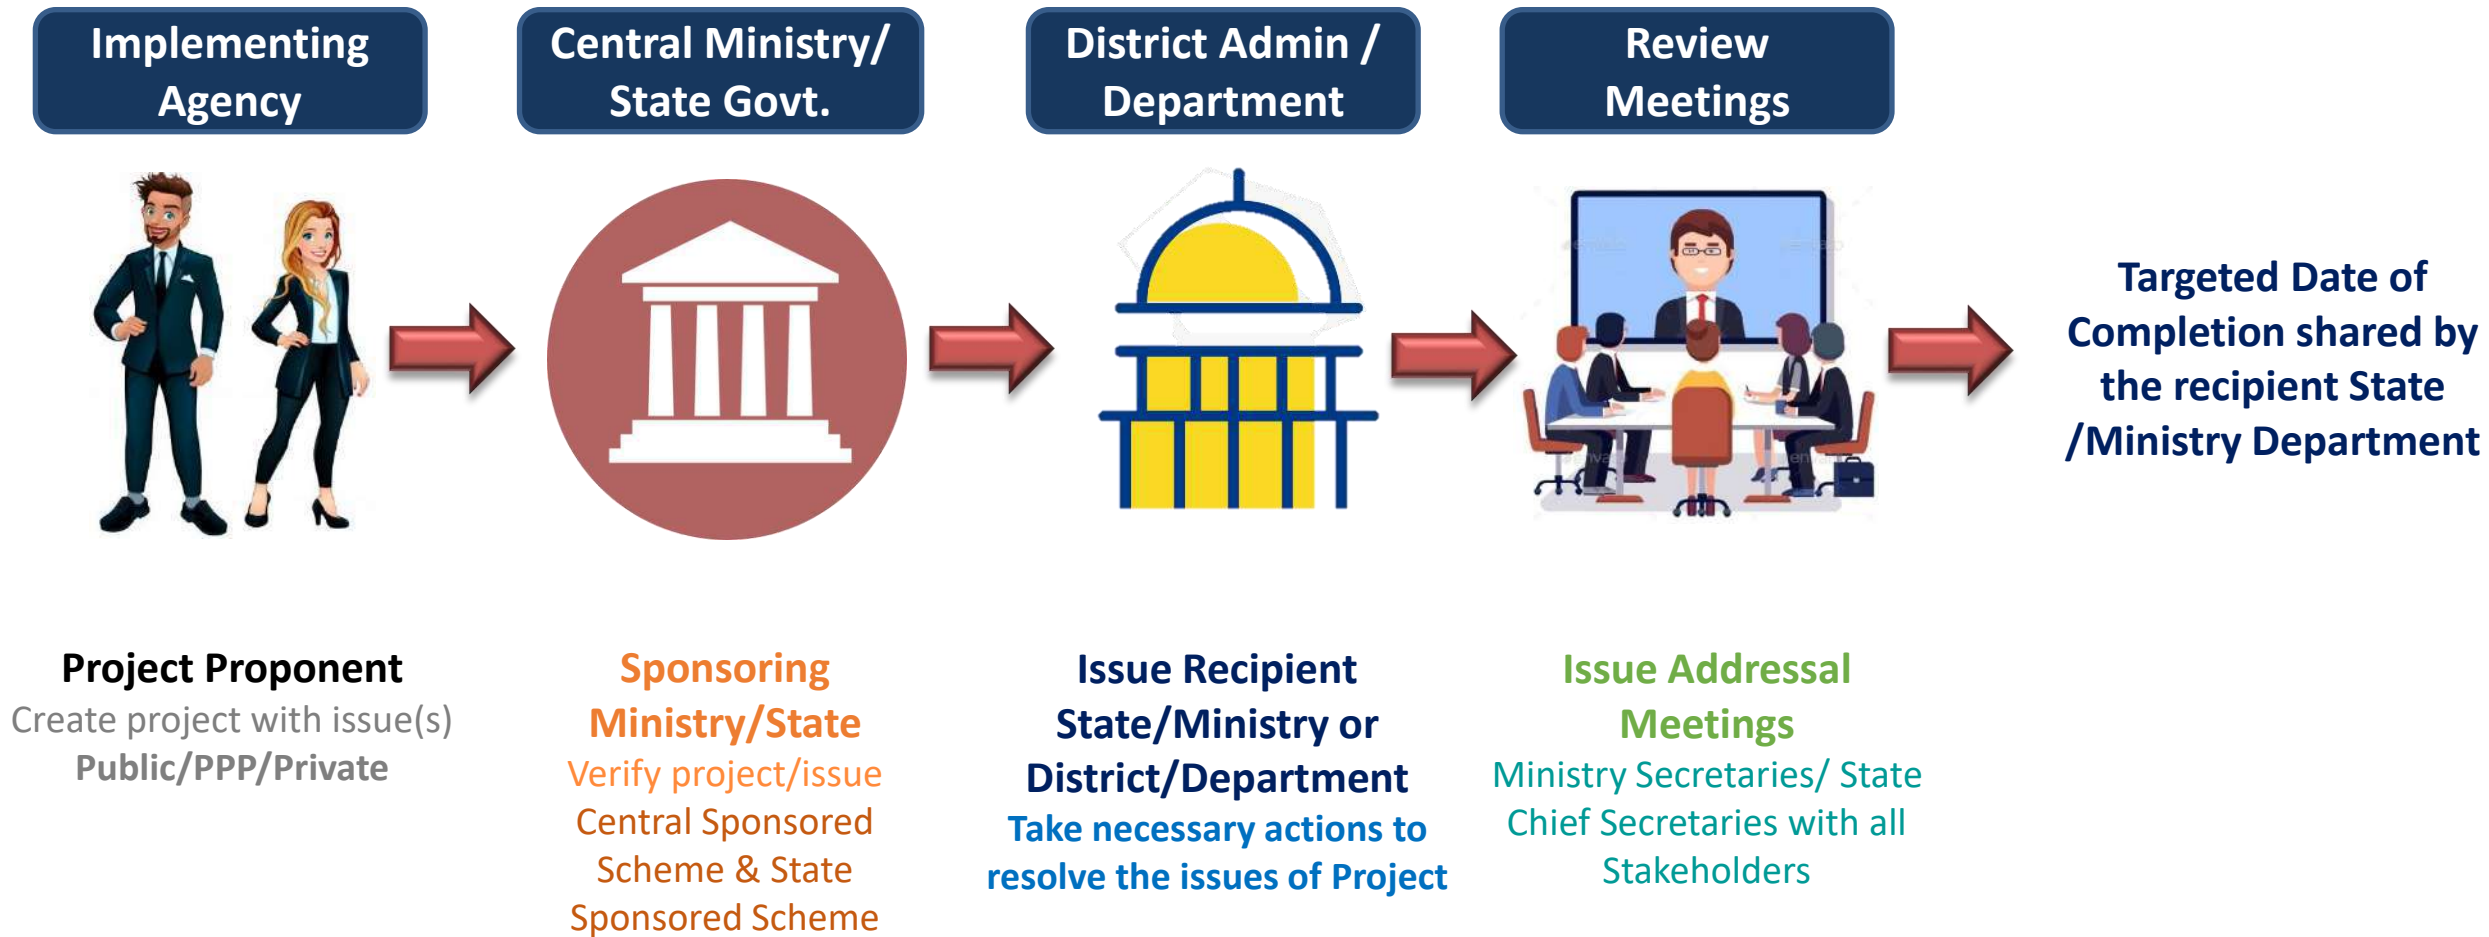 Implementing
Agency
Central Ministry/
State Govt.
District Admin /
Department
Review
Meetings
Targeted Date of
Completion shared by
the recipient State
/Ministry Department
Project Proponent
Create project with issue(s)
Public/PPP/Private
Sponsoring
Ministry/State
Verify project/issue
Central Sponsored
Scheme & State
Sponsored Scheme
Issue Recipient
State/Ministry or
District/Department
Take necessary actions to
resolve the issues of Project
Issue Addressal
Meetings
Ministry Secretaries/ State
Chief Secretaries with all
Stakeholders